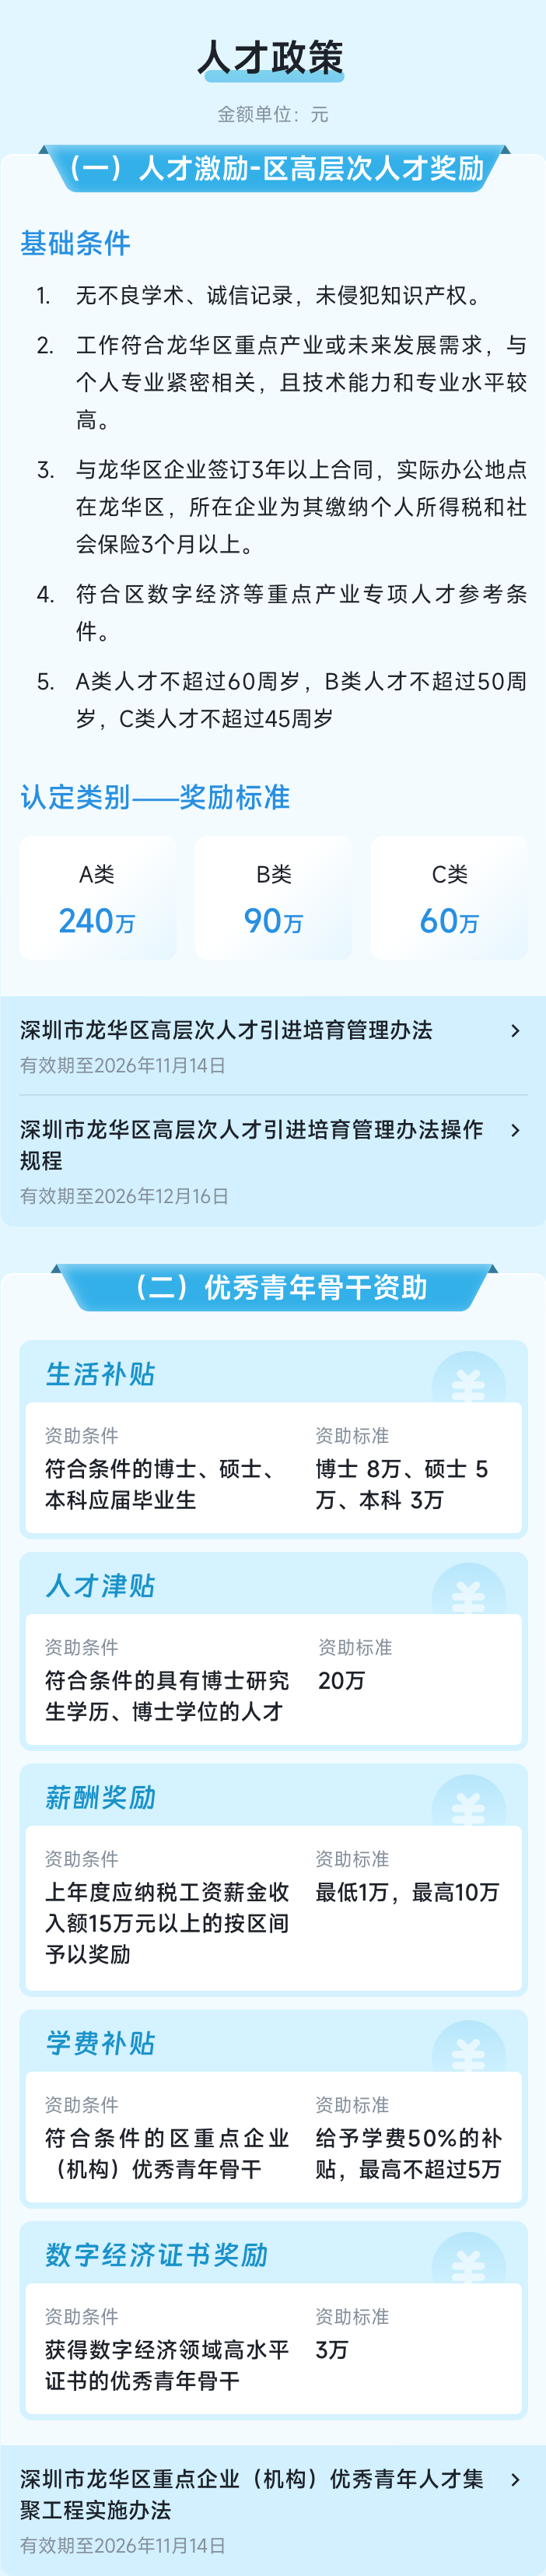 人才政策
金额单位：元
（一）人才激励-区高层次人才奖励
基础条件
1. 无不良学术、诚信记录，未侵犯知识产权。
2. 工作符合龙华区重点产业或未来发展需求，与
个人专业紧密相关，且技术能力和专业水平较
高。
3. 与龙华区企业签订3年以上合同，实际办公地点
在龙华区，所在企业为其缴纳个人所得税和社
会保险3个月以上。
4. 符合区数字经济等重点产业专项人才参考条
件。
5. A类人才不超过60周岁，B类人才不超过50周
岁，C类人才不超过45周岁
认定类别——奖励标准
A类 B类 C类
240万 90万 60万
深圳市龙华区高层次人才引进培育管理办法
有效期至2026年11月14日
深圳市龙华区高层次人才引进培育管理办法操作
规程
有效期至2026年12月16日
（二）优秀青年骨干资助
生活补贴
资助条件 资助标准
符合条件的博士、硕士、 博士 8万、硕士 5
本科应届毕业生 万、本科 3万
人才津贴
资助条件 资助标准
符合条件的具有博士研究 20万
生学历、博士学位的人才
薪酬奖励
资助条件 资助标准
上年度应纳税工资薪金收 最低1万，最高10万
入额15万元以上的按区间
予以奖励
学费补贴
资助条件 资助标准
符合条件的区重点企业 给予学费50%的补
（机构）优秀青年骨干 贴，最高不超过5万
数字经济证书奖励
资助条件 资助标准
获得数字经济领域高水平 3万
证书的优秀青年骨干
深圳市龙华区重点企业（机构）优秀青年人才集
聚工程实施办法
有效期至2026年11月14日